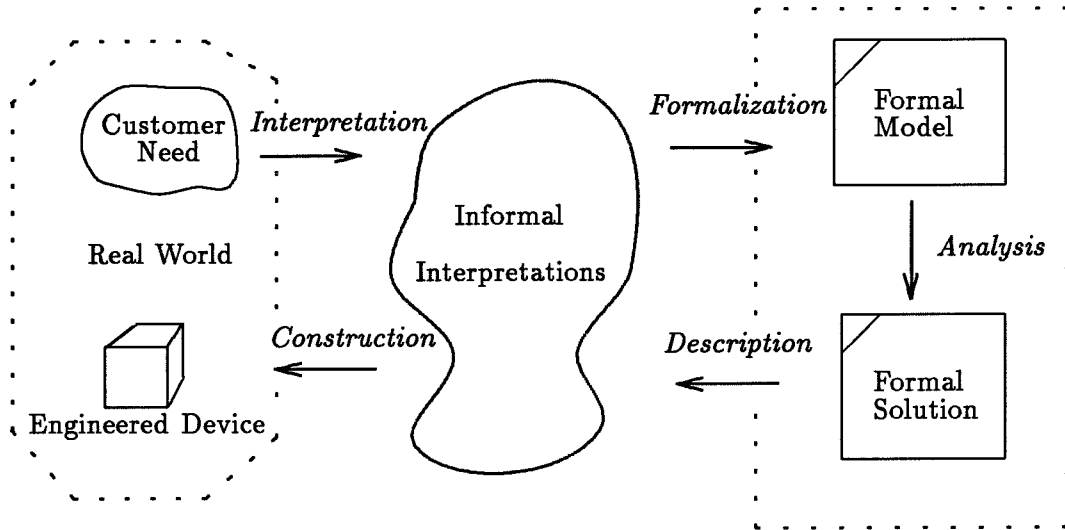 Customer
Need
Interpretation
Real World
Construction
Engineered Device
Informal
Interpretations
Formalization
Formal
Model
Analysis
Description
Formal
Solution